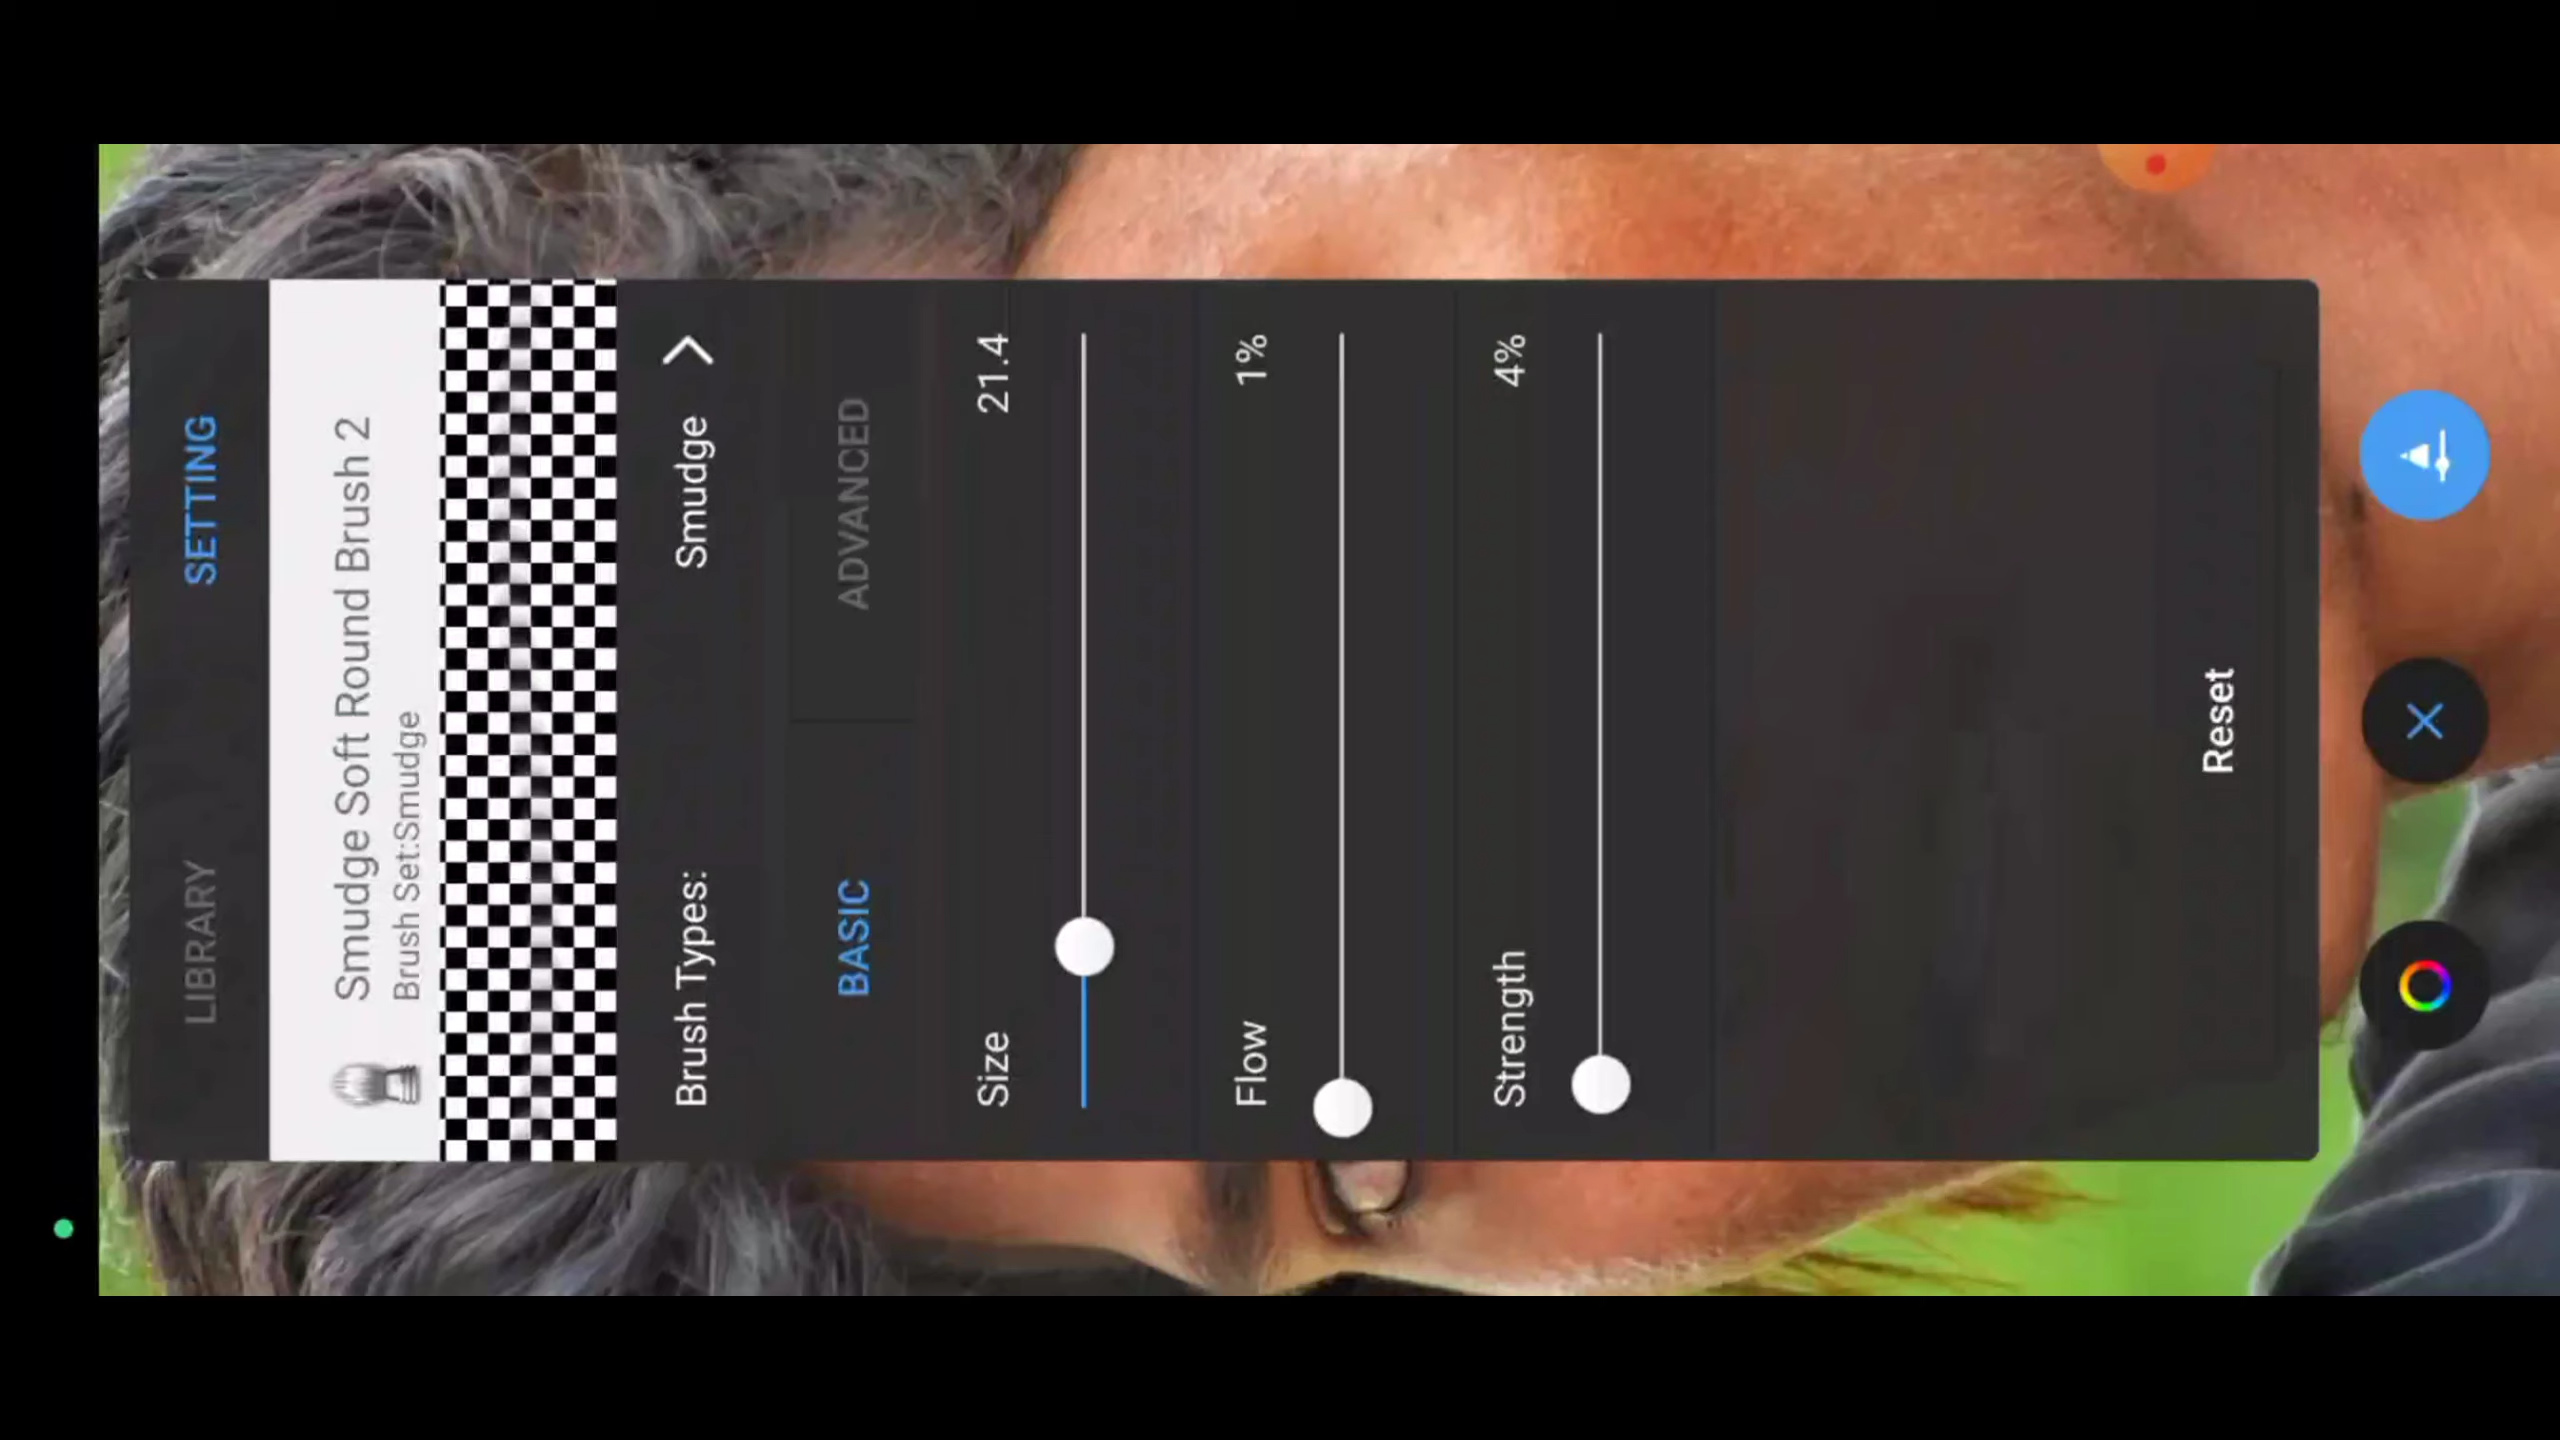 LIBRARY SETTING
Smudge Soft Round Brush 2
Brush Set:Smudge
Brush Types: Smudge
BASIC ADVANCED
Size 21.4
Flow 1%
Strength 4%
Reset